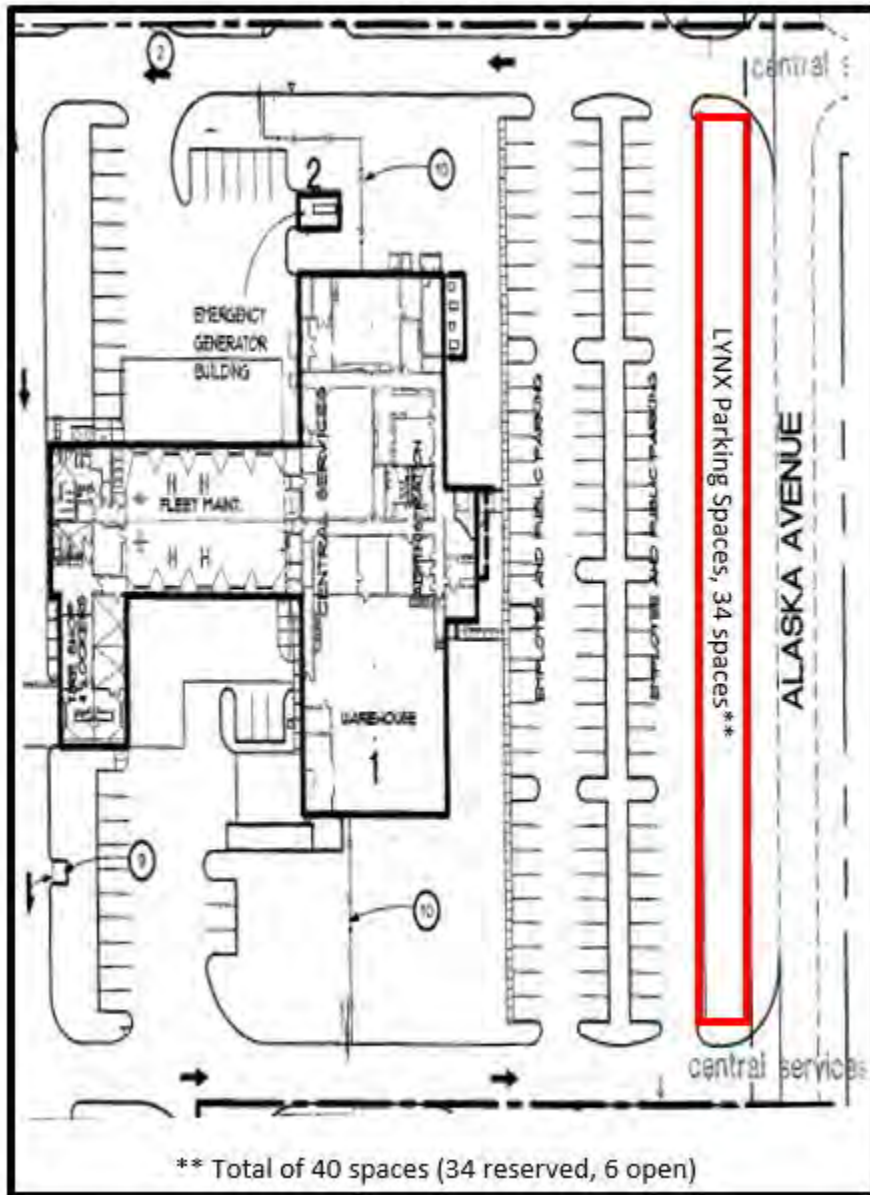 2
central s
10
2
EMERGENCY
GENERATOR
BUILDING
CENTRAL SERVICES
ADMINISTRATION
FLEET MAINT.
EMPLOYEE AND PUBLIC PARKING
EMPLOYEE AND PUBLIC PARKING
LYNX Parking Spaces, 34 spaces**
ALASKA AVENUE
WAREHOUSE
1
9
10
central services
** Total of 40 spaces (34 reserved, 6 open)